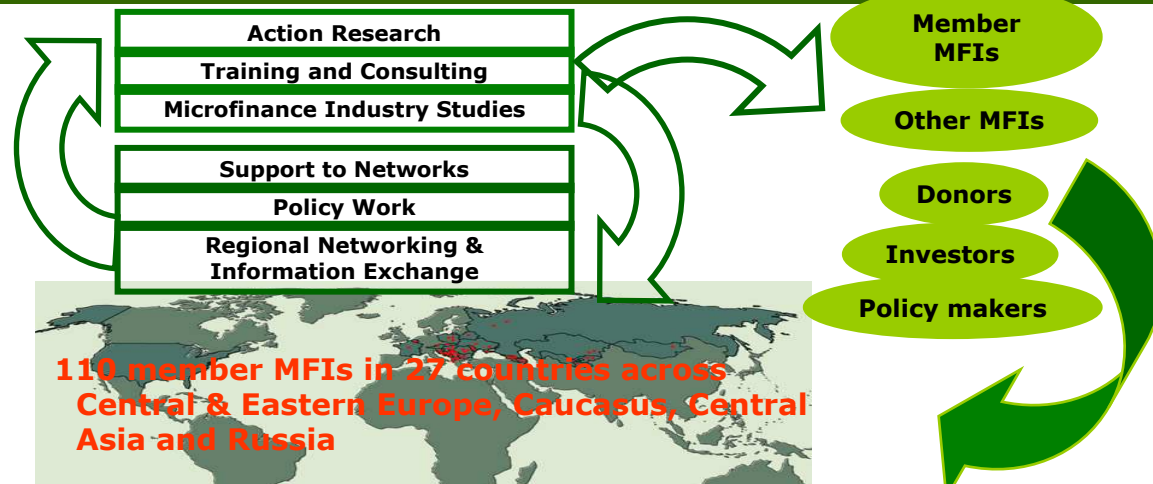 Action Research
Training and Consulting
Microfinance Industry Studies
Support to Networks
Policy Work
Regional Networking &
Information Exchange
110 member MFIs in 27 countries across
Central & Eastern Europe, Caucasus, Central
Asia and Russia
Member
MFIs
Other MFIs
Donors
Investors
Policy makers